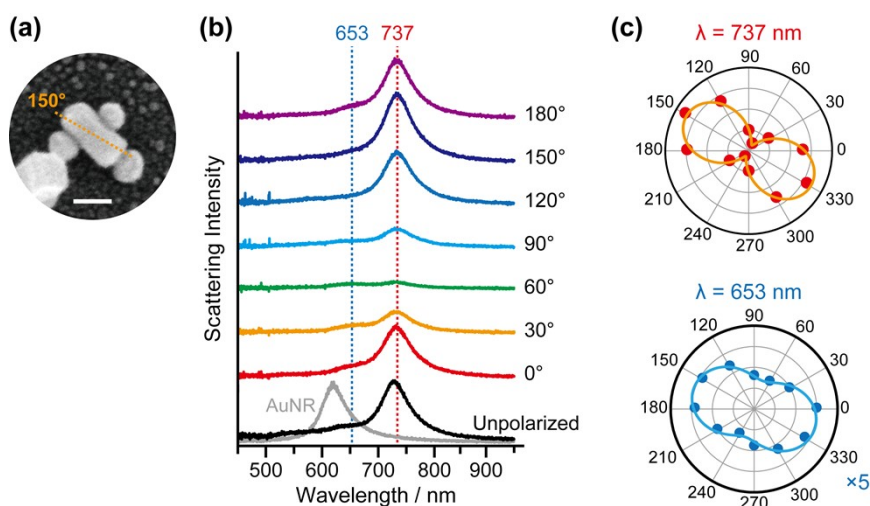 (a)
150°
(b)
653 737
Scattering Intensity
180°
150°
120°
90°
60°
30°
0°
AuNR
Unpolarized
500 600 700 800 900
Wavelength / nm
(c)
λ = 737 nm
90
120 60
150 30
180 0
210 330
240 300
270
λ = 653 nm
90
120 60
150 30
180 0
210 330
240 300
270
×5